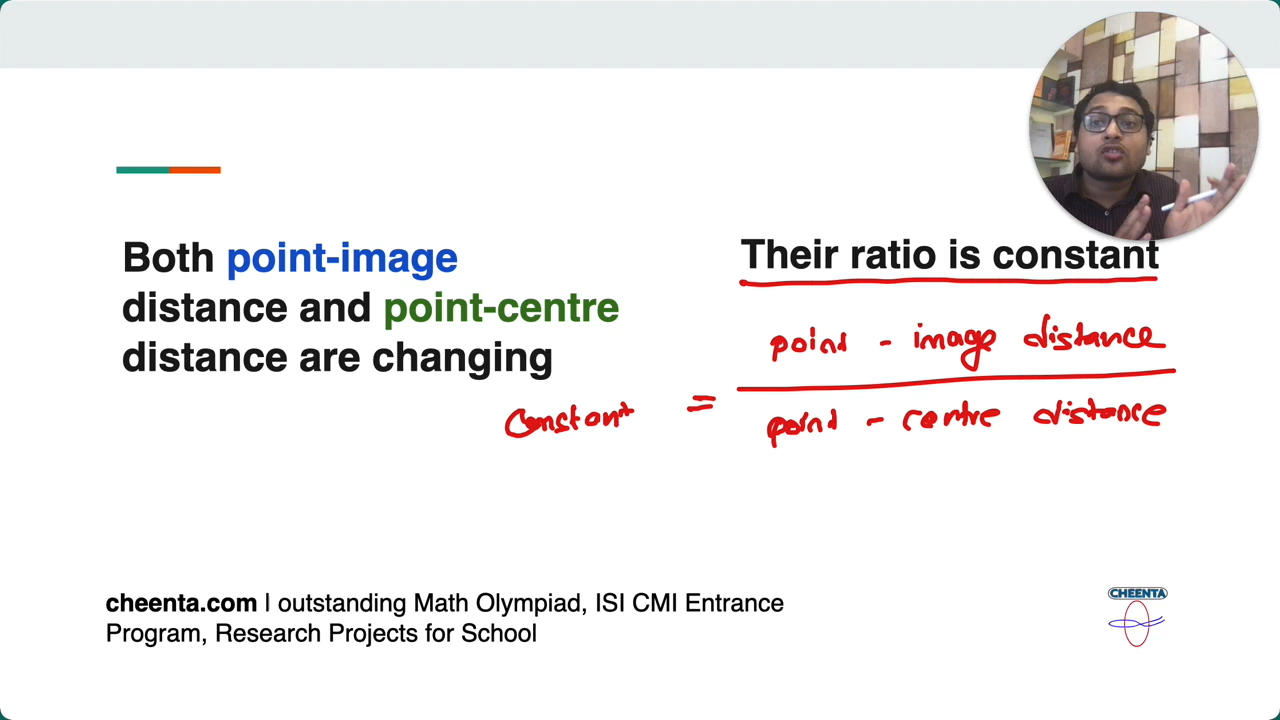 Both point-image
distance and point-centre
distance are changing
Their ratio is constant
point - image distance
constant =
point - centre distance
cheenta.com | outstanding Math Olympiad, ISI CMI Entrance
Program, Research Projects for School
CHEENTA